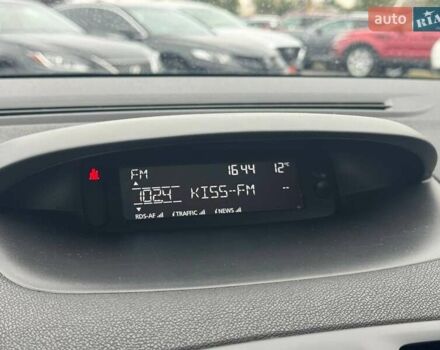 auto RIA
FM 16:44 12°C
102.4 KISS--FM --
RDS-AF TRAFFIC NEWS